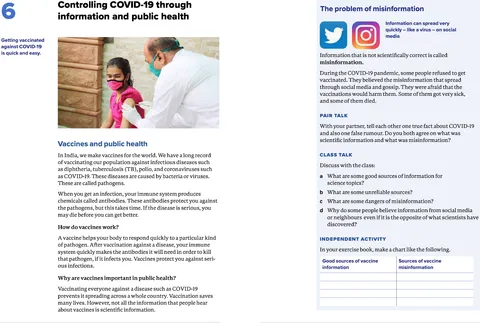 6
Controlling COVID-19 through
information and public health
Getting vaccinated
against COVID-19
is quick and easy.
Vaccines and public health
In India, we make vaccines for the world. We have a long record
of vaccinating our population against infectious diseases such
as diphtheria, tuberculosis (TB), polio, and coronaviruses such
as COVID-19. These diseases are caused by bacteria or viruses.
These are called pathogens.
When you get an infection, your immune system produces
chemicals called antibodies. These antibodies protect you against
the pathogens, but this takes time. If the disease is serious, you
may die before you can get better.
How do vaccines work?
A vaccine helps your body to respond quickly to a particular kind
of pathogen. After vaccination against a disease, your immune
system quickly makes the antibodies it will need in order to kill
that pathogen, if it infects you. Vaccines protect you against seri-
ous infections.
Why are vaccines important in public health?
Vaccinating everyone against a disease such as COVID-19
prevents it spreading across a whole country. Vaccination saves
many lives. However, not all the information that people hear
about vaccines is scientific information.
The problem of misinformation
Information can spread very
quickly – like a virus – on social
media
Information that is not scientifically correct is called
misinformation.
During the COVID-19 pandemic, some people refused to get
vaccinated. They believed the misinformation that spread
through social media and gossip. They were afraid that the
vaccinations would harm them. Some of them got very sick,
and some of them died.
PAIR TALK
With your partner, tell each other one true fact about COVID-19
and also one false rumour. Do you both agree on what was
scientific information and what was misinformation?
CLASS TALK
Discuss with the class:
a What are some good sources of information for
science topics?
b What are some unreliable sources?
c What are some dangers of misinformation?
d Why do some people believe information from social media
or neighbours even if it is the opposite of what scientists have
discovered?
INDEPENDENT ACTIVITY
In your exercise book, make a chart like the following.
Good sources of vaccine information
Sources of vaccine misinformation